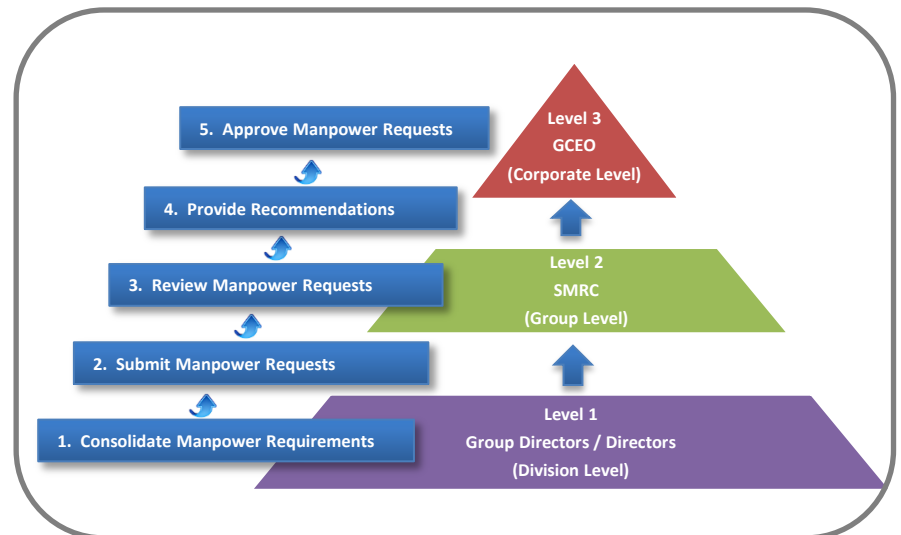 5. Approve Manpower Requests
4. Provide Recommendations
3. Review Manpower Requests
2. Submit Manpower Requests
1. Consolidate Manpower Requirements
Level 3
GCEO
(Corporate Level)
Level 2
SMRC
(Group Level)
Level 1
Group Directors / Directors
(Division Level)